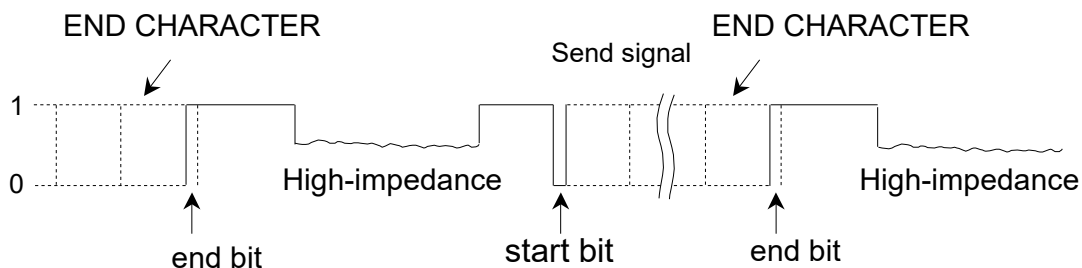 END CHARACTER
END CHARACTER
Send signal
1
0
High-impedance
High-impedance
end bit
start bit
end bit